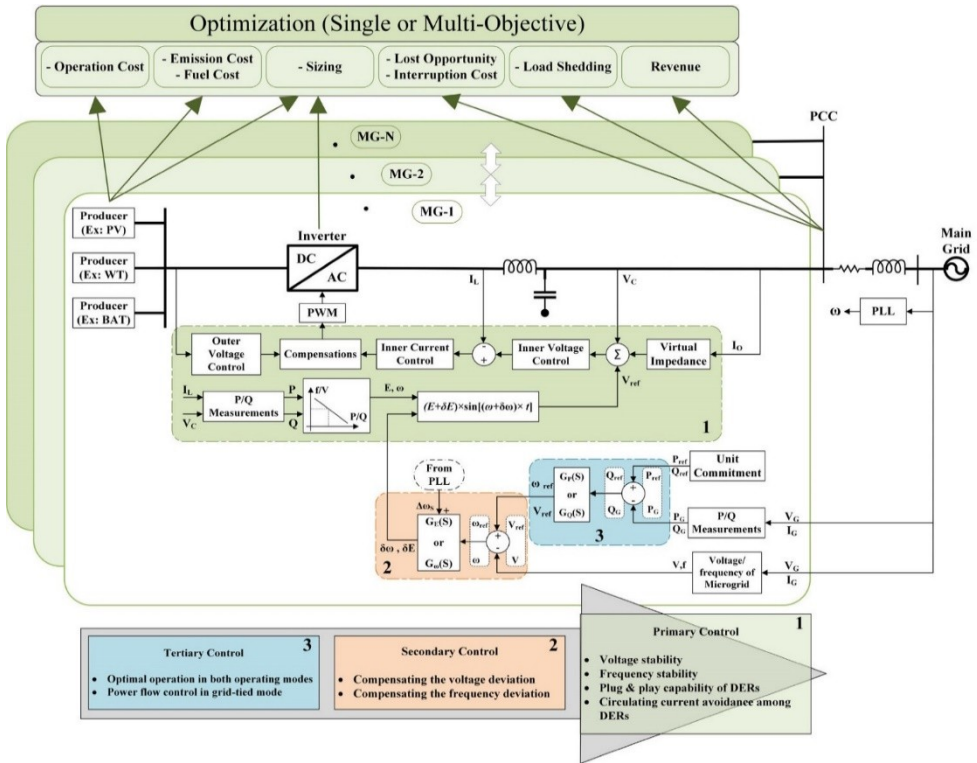 Optimization (Single or Multi-Objective)
- Operation Cost
- Emission Cost
- Fuel Cost
- Sizing
- Lost Opportunity
- Interruption Cost
- Load Shedding
Revenue
PCC
MG-N
MG-2
MG-1
Producer
(Ex: PV)
Producer
(Ex: WT)
Producer
(Ex: BAT)
Inverter
DC
AC
PWM
I_L
V_C
Main
Grid
ω
PLL
Outer
Voltage
Control
Compensations
Inner Current
Control
-
+
Inner Voltage
Control
Σ
Virtual
Impedance
I_O
V_ref
I_L
V_C
P/Q
Measurements
P
Q
f/V
P/Q
E, ω
(E+δE)×sin|(ω+δω)× t|
1
From
PLL
Δω_S
+
G_E(S)
or
G_ω(S)
δω , δE
2
ω_ref
ω
+
-
V_ref
V
ω ref
V_ref
G_P(S)
or
G_Q(S)
Q_ref
Q_G
+
-
P_ref
P_G
3
P_ref
Q_ref
Unit
Commitment
P_G
Q_G
P/Q
Measurements
V_G
I_G
V,f
Voltage/
frequency of
Microgrid
V_G
I_G
3
Tertiary Control
• Optimal operation in both operating modes
• Power flow control in grid-tied mode
2
Secondary Control
• Compensating the voltage deviation
• Compensating the frequency deviation
1
Primary Control
• Voltage stability
• Frequency stability
• Plug & play capability of DERs
• Circulating current avoidance among
DERs